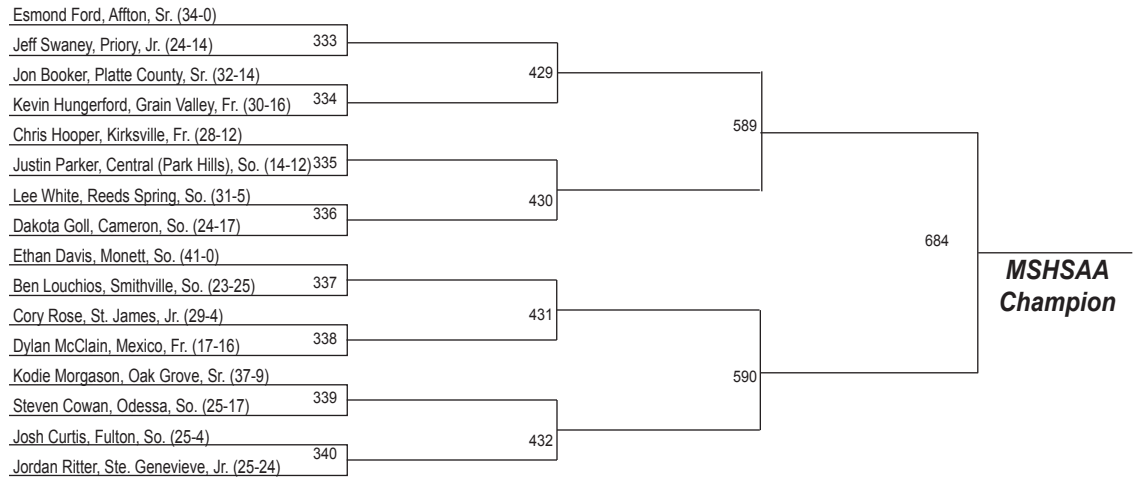 Esmond Ford, Affton, Sr. (34-0)
Jeff Swaney, Priory, Jr. (24-14)
333
Jon Booker, Platte County, Sr. (32-14)
429
Kevin Hungerford, Grain Valley, Fr. (30-16)
334
Chris Hooper, Kirksville, Fr. (28-12)
589
Justin Parker, Central (Park Hills), So. (14-12)
335
Lee White, Reeds Spring, So. (31-5)
430
336
Dakota Goll, Cameron, So. (24-17)
684
Ethan Davis, Monett, So. (41-0)
Ben Louchios, Smithville, So. (23-25)
337
MSHSAA
Champion
Cory Rose, St. James, Jr. (29-4)
431
Dylan McClain, Mexico, Fr. (17-16)
338
Kodie Morgason, Oak Grove, Sr. (37-9)
590
Steven Cowan, Odessa, So. (25-17)
339
Josh Curtis, Fulton, So. (25-4)
432
340
Jordan Ritter, Ste. Genevieve, Jr. (25-24)